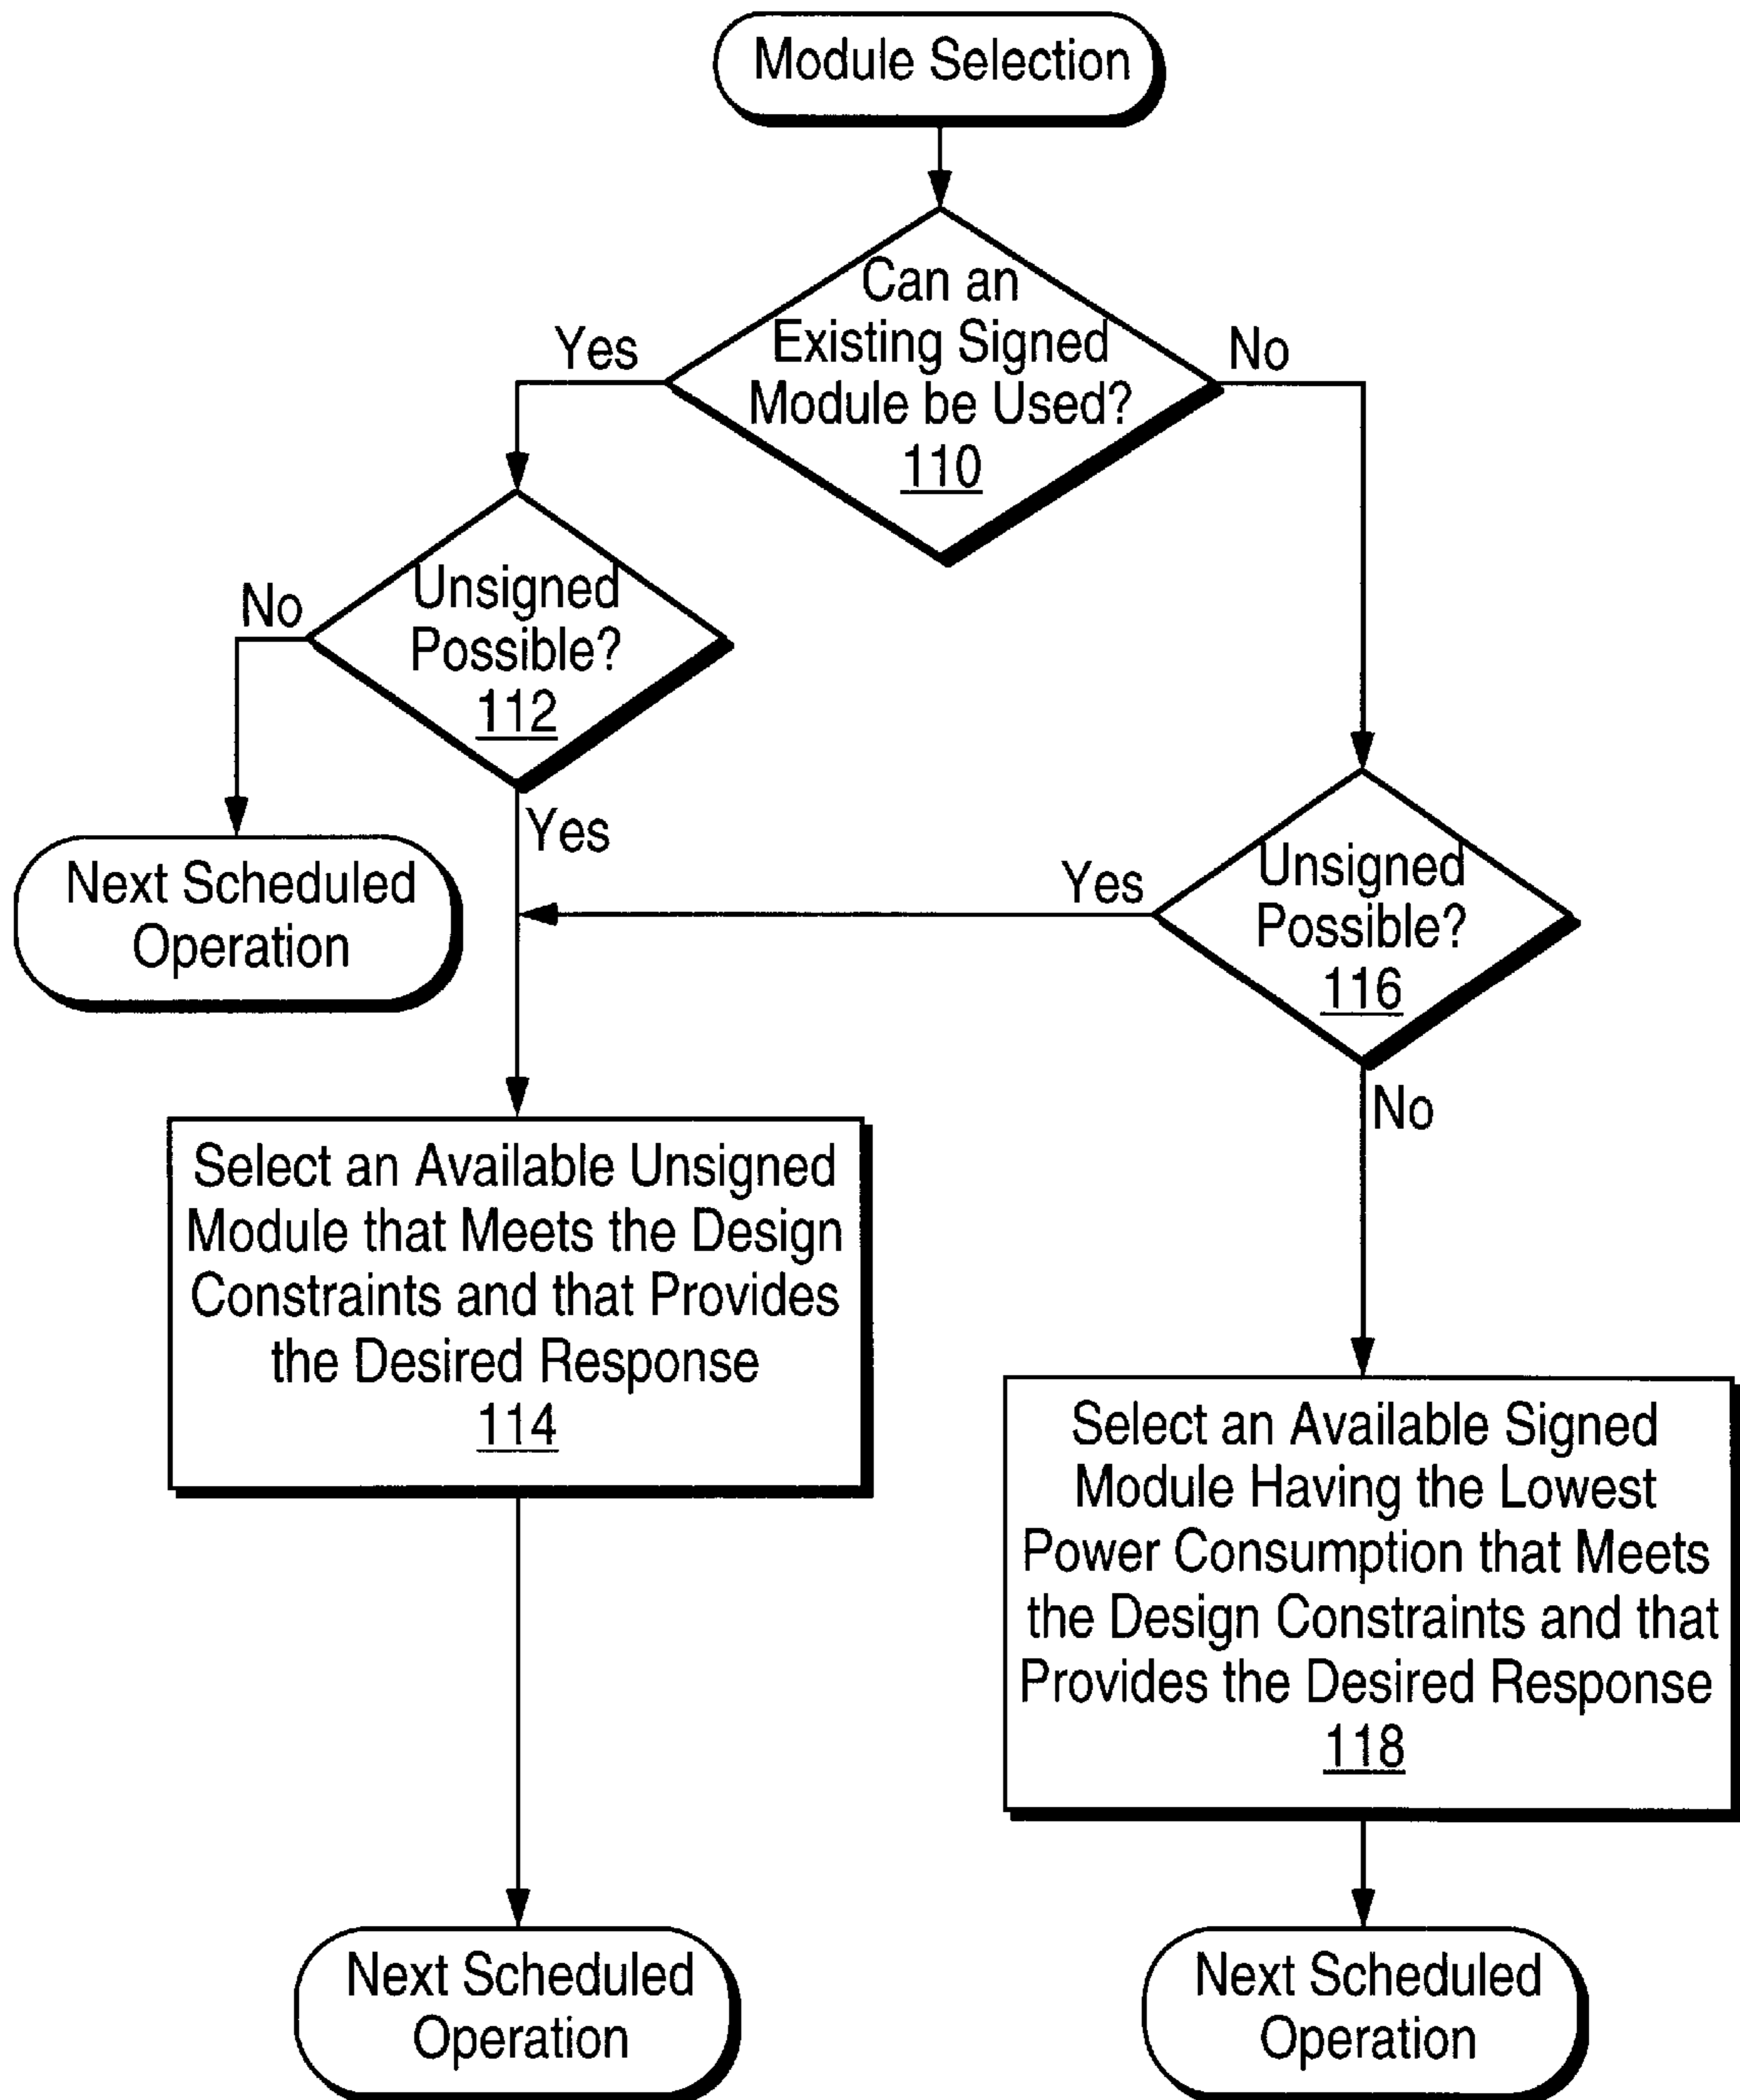 Module Selection
Can an
Existing Signed
Module be Used?
110
Yes
No
Unsigned
Possible?
112
No
Yes
Next Scheduled
Operation
Unsigned
Possible?
116
Yes
No
Select an Available Unsigned
Module that Meets the Design
Constraints and that Provides
the Desired Response
114
Select an Available Signed
Module Having the Lowest
Power Consumption that Meets
the Design Constraints and that
Provides the Desired Response
118
Next Scheduled
Operation
Next Scheduled
Operation